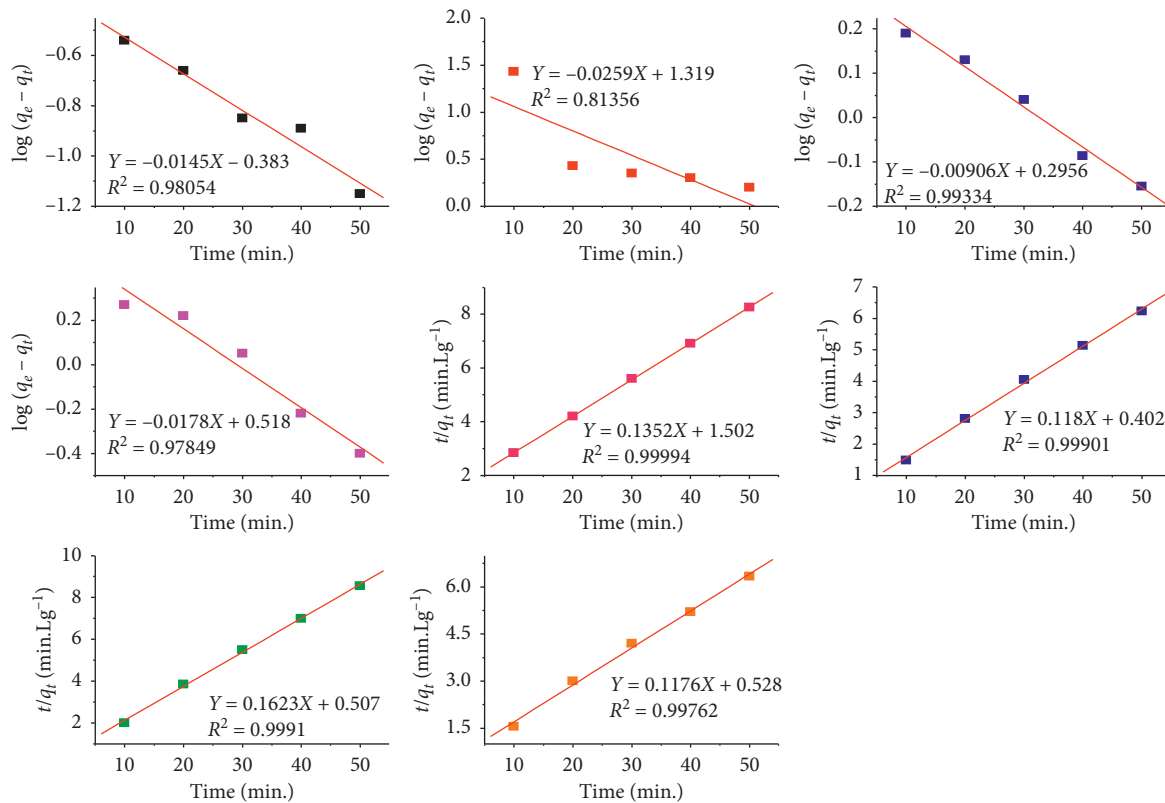 log (qe − qt)
−0.6
−0.8
−1.0
−1.2
Y = −0.0145X − 0.383
R² = 0.98054
10 20 30 40 50
Time (min.)
log (qe − qt)
2.0
1.5
1.0
0.5
0.0
Y = −0.0259X + 1.319
R² = 0.81356
10 20 30 40 50
Time (min.)
log (qe − qt)
0.2
0.1
0.0
−0.1
−0.2
Y = −0.00906X + 0.2956
R² = 0.99334
10 20 30 40 50
Time (min.)
log (qe − qt)
0.2
0.0
−0.2
−0.4
Y = −0.0178X + 0.518
R² = 0.97849
10 20 30 40 50
Time (min.)
t/qt (min.Lg⁻¹)
8
6
4
2
Y = 0.1352X + 1.502
R² = 0.99994
10 20 30 40 50
Time (min.)
t/qt (min.Lg⁻¹)
7
6
5
4
3
2
1
Y = 0.118X + 0.402
R² = 0.99901
10 20 30 40 50
Time (min.)
t/qt (min.Lg⁻¹)
10
8
6
4
2
Y = 0.1623X + 0.507
R² = 0.9991
10 20 30 40 50
Time (min.)
t/qt (min.Lg⁻¹)
6.0
4.5
3.0
1.5
Y = 0.1176X + 0.528
R² = 0.99762
10 20 30 40 50
Time (min.)